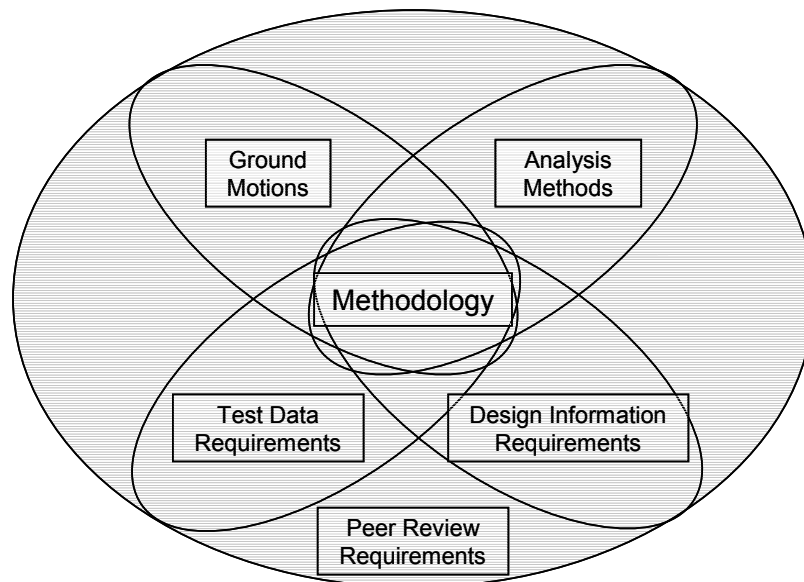 Ground
Motions
Analysis
Methods
Methodology
Test Data
Requirements
Design Information
Requirements
Peer Review
Requirements